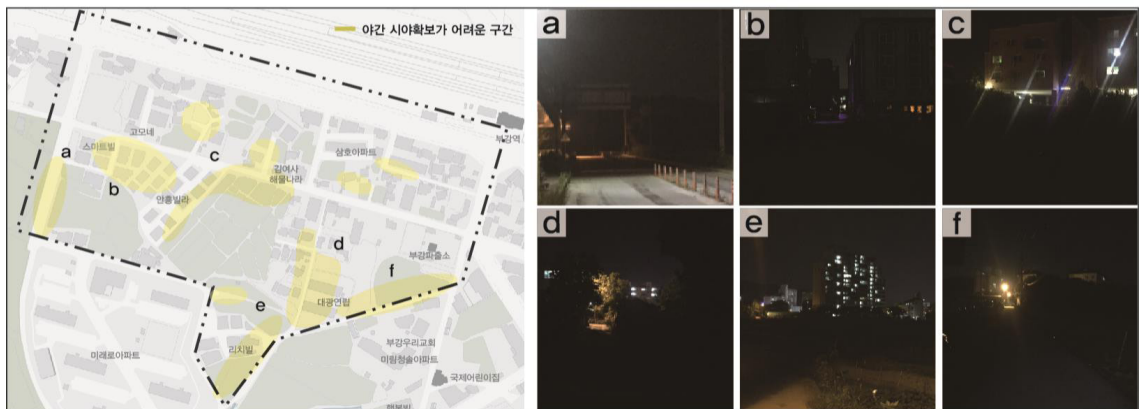 야간 시야확보가 어려운 구간
고모네
스마트빌
a
b
c
안흥빌라
김여사
해물나라
삼호아파트
부강역
d
부강파출소
f
대광연립
e
리치빌
미래로아파트
부강우리교회
미림청솔아파트
국제어린이집
a
b
c
d
e
f